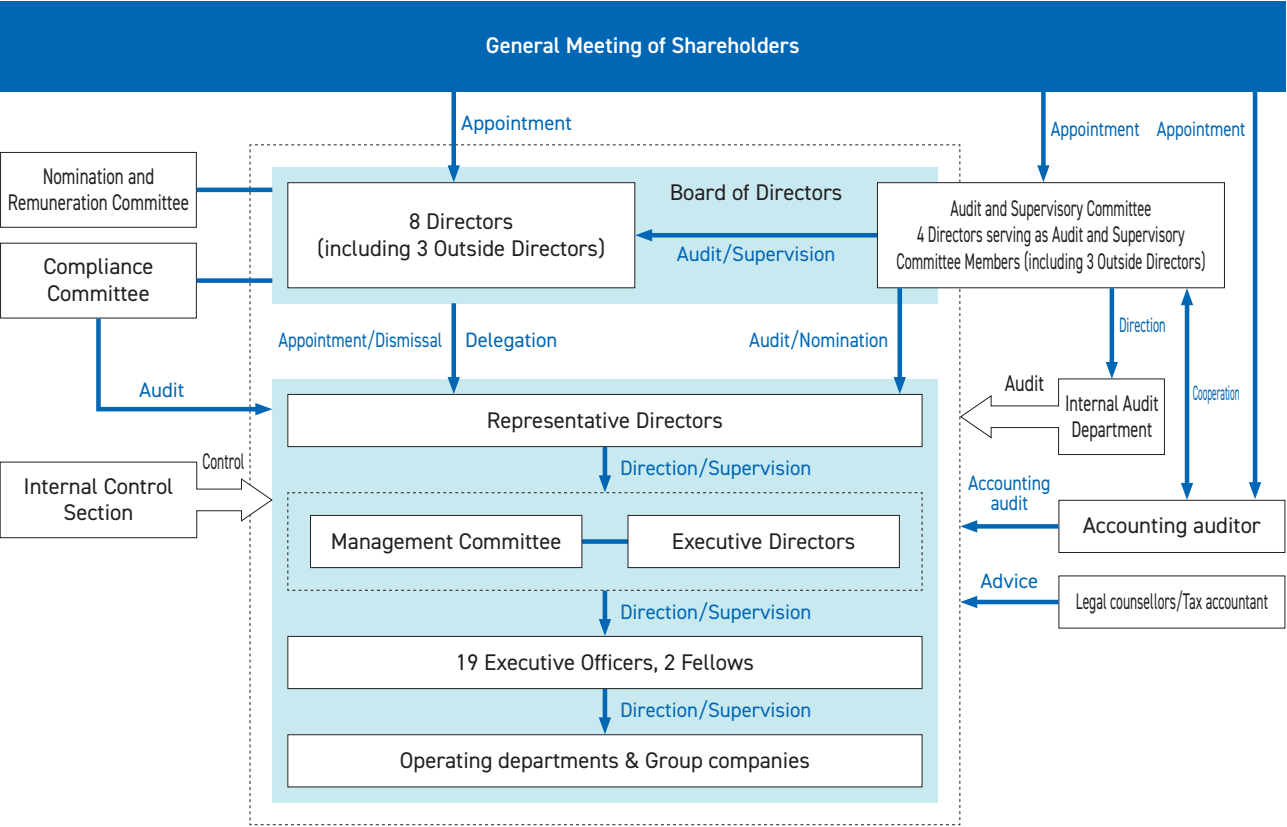 General Meeting of Shareholders
Appointment
Appointment
Appointment
Nomination and
Remuneration Committee
Compliance
Committee
Board of Directors
8 Directors
(including 3 Outside Directors)
Audit/Supervision
Audit and Supervisory Committee
4 Directors serving as Audit and Supervisory
Committee Members (including 3 Outside Directors)
Appointment/Dismissal
Delegation
Audit/Nomination
Direction
Cooperation
Audit
Audit
Internal Audit
Department
Representative Directors
Direction/Supervision
Control
Internal Control
Section
Management Committee
Executive Directors
Accounting
audit
Accounting auditor
Advice
Legal counsellors/Tax accountant
Direction/Supervision
19 Executive Officers, 2 Fellows
Direction/Supervision
Operating departments & Group companies